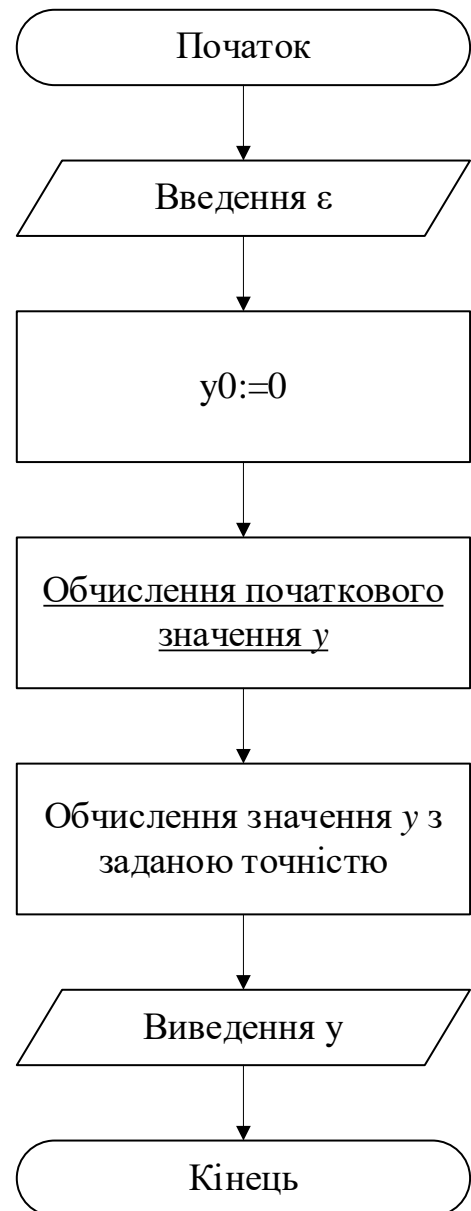 Початок
Введення ε
y0:=0
Обчислення початкового
значення y
Обчислення значення y з
заданою точністю
Виведення y
Кінець